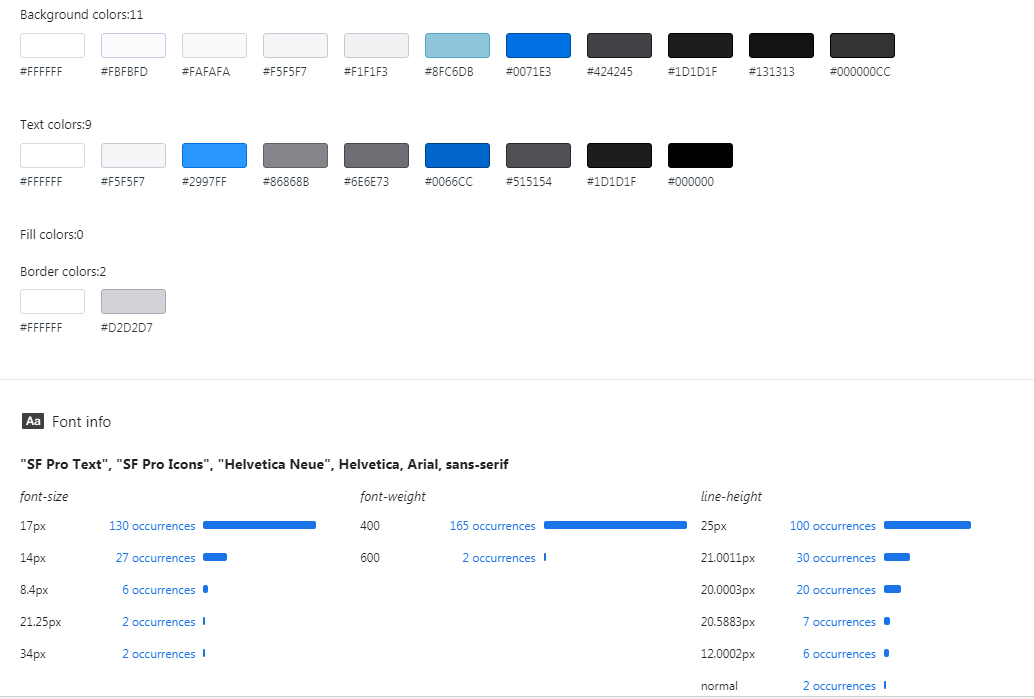 Background colors:11
#FFFFFF #FBFBFD #FAFAFA #F5F5F7 #F1F1F3 #8FC6DB #0071E3 #424245 #1D1D1F #131313 #000000CC
Text colors:9
#FFFFFF #F5F5F7 #2997FF #86868B #6E6E73 #0066CC #515154 #1D1D1F #000000
Fill colors:0
Border colors:2
#FFFFFF #D2D2D7
Aa Font info
"SF Pro Text", "SF Pro Icons", "Helvetica Neue", Helvetica, Arial, sans-serif
font-size font-weight line-height
17px 130 occurrences 400 165 occurrences 25px 100 occurrences
14px 27 occurrences 600 2 occurrences 21.0011px 30 occurrences
8.4px 6 occurrences 20.0003px 20 occurrences
21.25px 2 occurrences 20.5883px 7 occurrences
34px 2 occurrences 12.0002px 6 occurrences
normal 2 occurrences